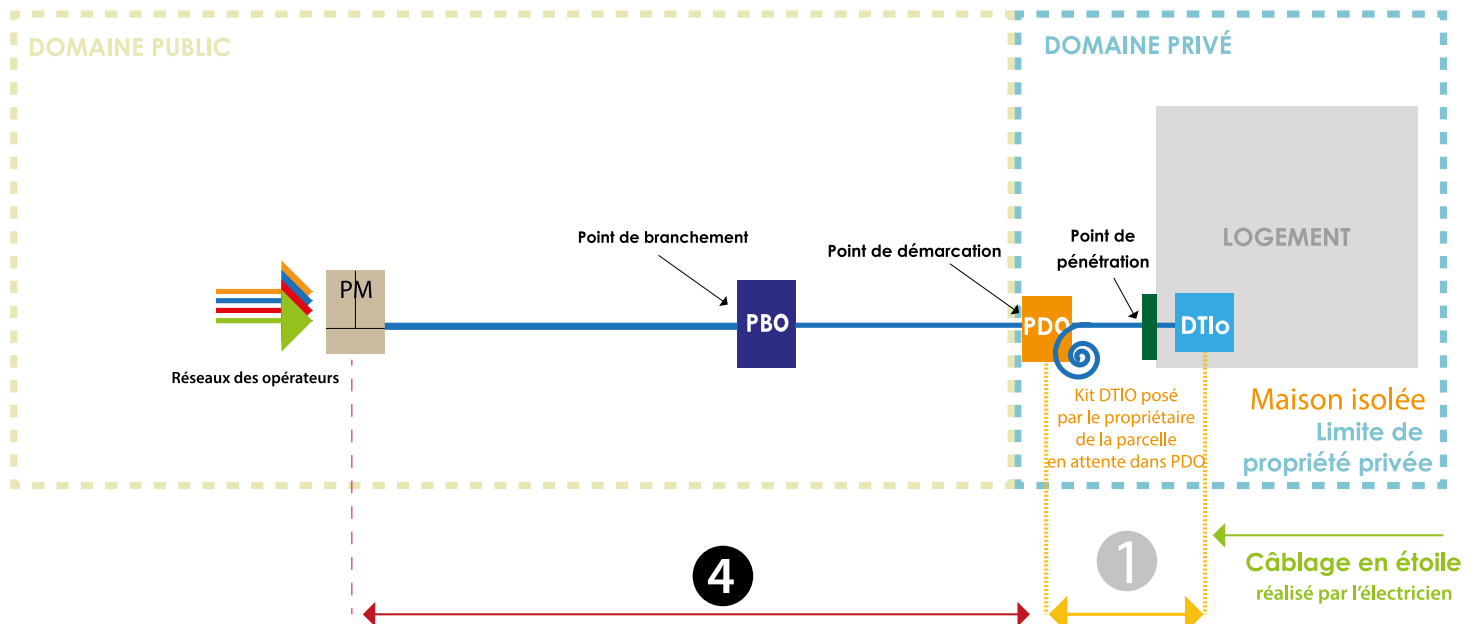 DOMAINE PUBLIC
DOMAINE PRIVÉ
LOGEMENT
Point de branchement
Point de démarcation
Point de
pénétration
PM
PBO
PDO
DTIo
Réseaux des opérateurs
Kit DTIO posé
par le propriétaire
de la parcelle
en attente dans PDO
Maison isolée
Limite de
propriété privée
4
1
Câblage en étoile
réalisé par l'électricien